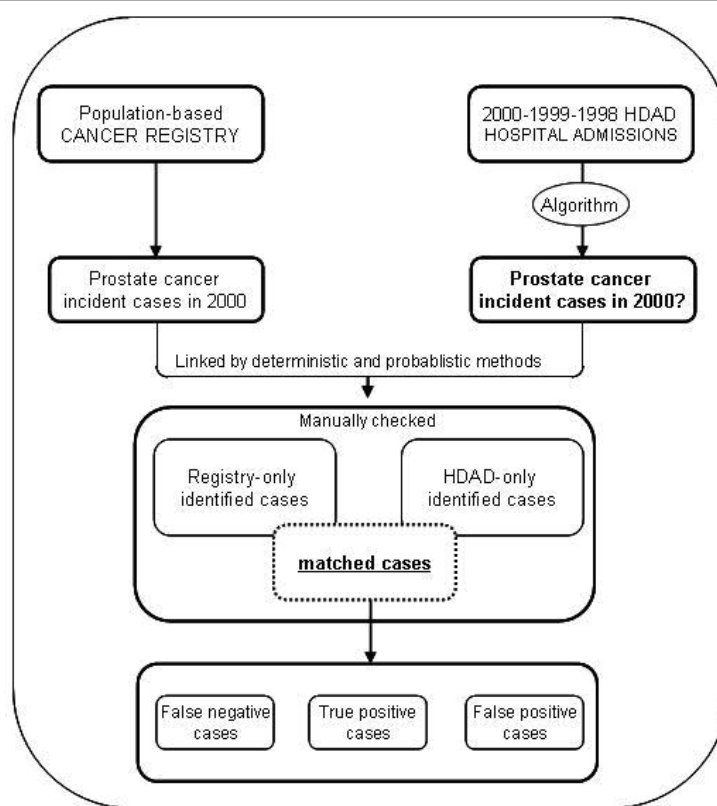 Population-based
CANCER REGISTRY
2000-1999-1998 HDAD
HOSPITAL ADMISSIONS
Algorithm
Prostate cancer
incident cases in 2000
Prostate cancer
incident cases in 2000?
Linked by deterministic and probablistic methods
Manually checked
Registry-only
identified cases
HDAD-only
identified cases
matched cases
False negative
cases
True positive
cases
False positive
cases